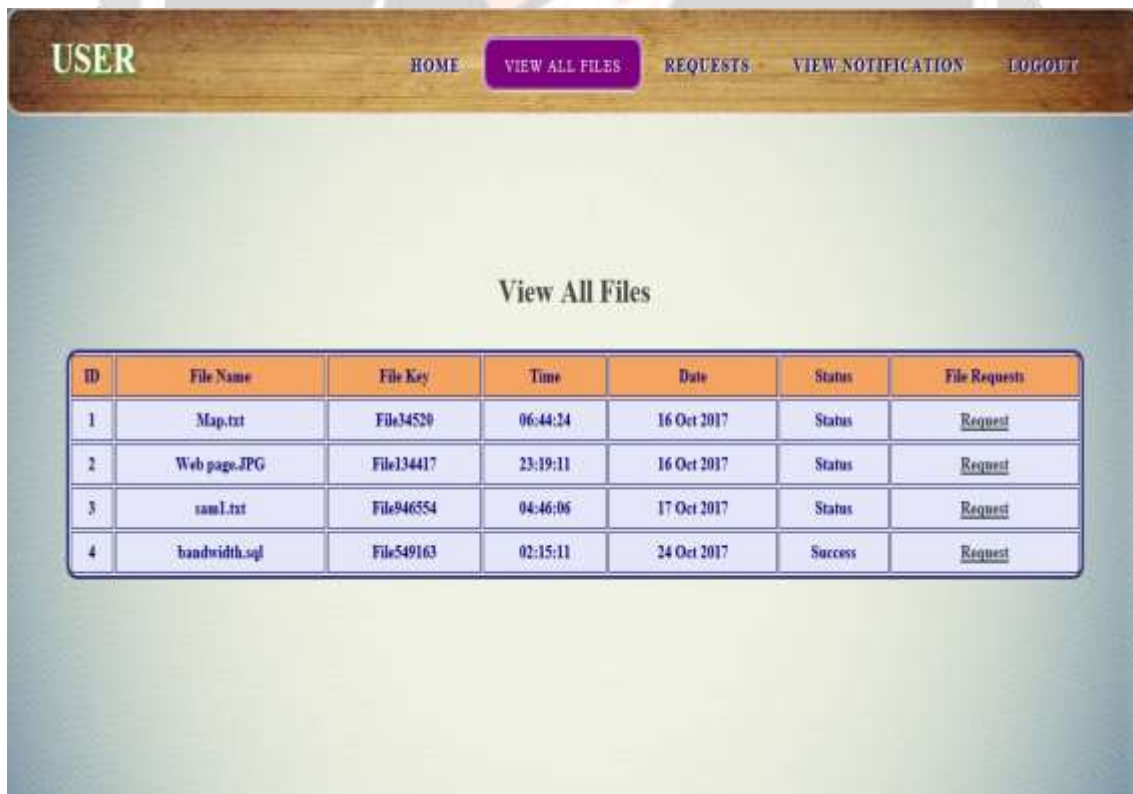 USER HOME VIEW ALL FILES REQUESTS VIEW NOTIFICATION LOGOUT
View All Files
ID File Name File Key Time Date Status File Requests
1 Map.txt File34520 06:44:24 16 Oct 2017 Status Request
2 Web page.JPG File134417 23:19:11 16 Oct 2017 Status Request
3 sam1.txt File946554 04:46:06 17 Oct 2017 Status Request
4 bandwidth.sql File549163 02:15:11 24 Oct 2017 Success Request